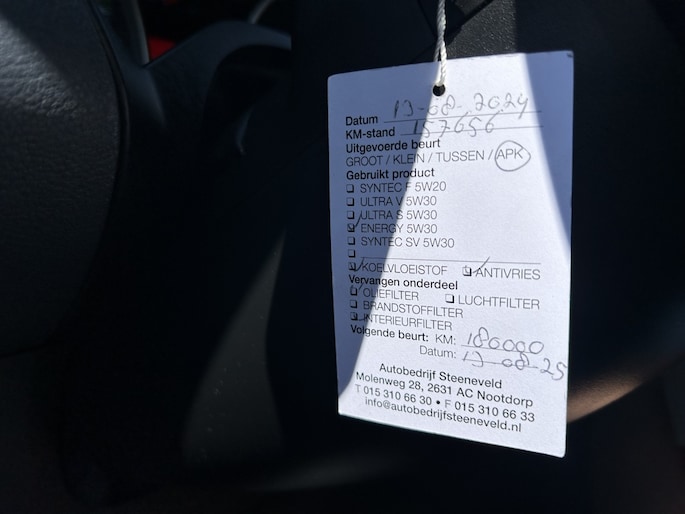 Datum 13-08-2024
KM-stand 157656
Uitgevoerde beurt
GROOT / KLEIN / TUSSEN / APK
Gebruikt product
SYNTEC F 5W20
ULTRA V 5W30
ULTRA S 5W30
ENERGY 5W30
SYNTEC SV 5W30
KOELVLOEISTOF ANTIVRIES
Vervangen onderdeel
OLIEFILTER LUCHTFILTER
BRANDSTOFFILTER
INTERIEURFILTER
Volgende beurt: KM: 180000
Datum: 13-08-25
Autobedrijf Steeneveld
Molenweg 28, 2631 AC Nootdorp
T 015 310 66 30 • F 015 310 66 33
info@autobedrijfsteeneveld.nl